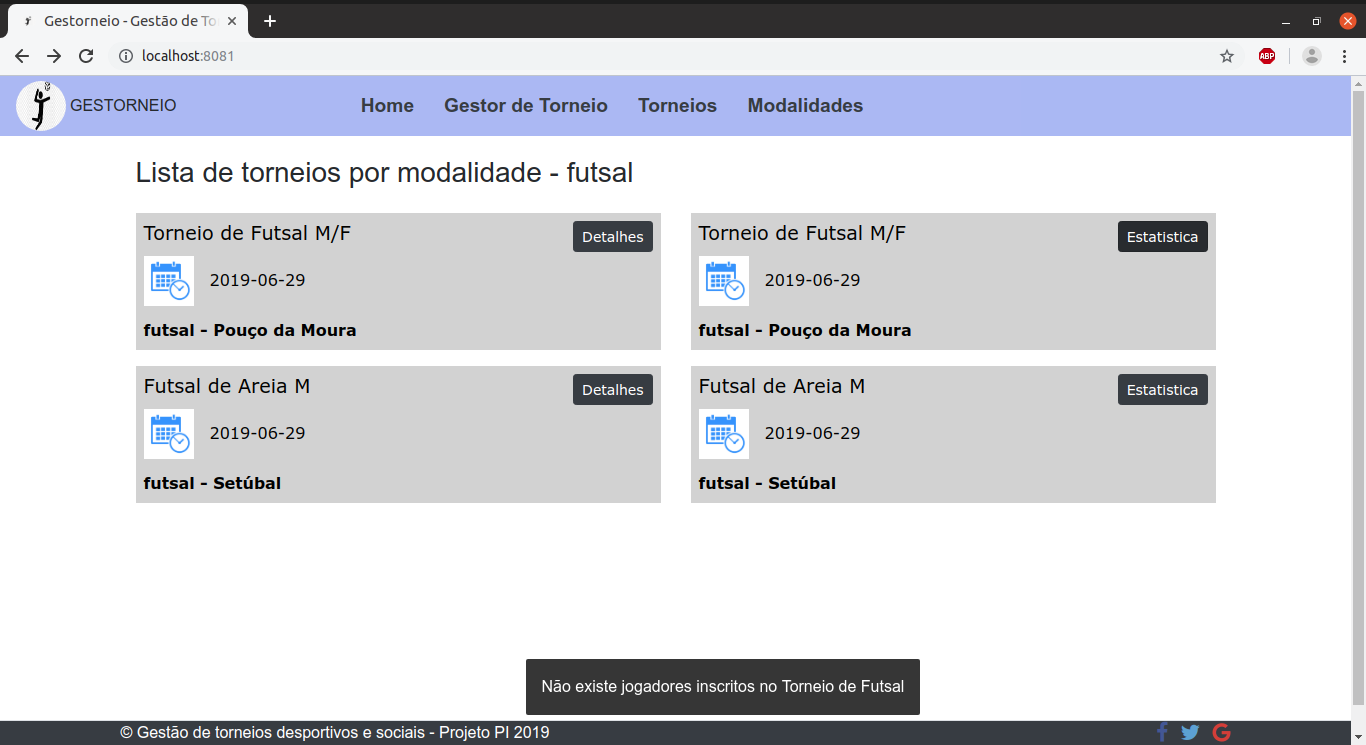 Gestorneio - Gestão de To
localhost:8081
ABP
GESTORNEIO
Home
Gestor de Torneio
Torneios
Modalidades
Lista de torneios por modalidade - futsal
Torneio de Futsal M/F
Detalhes
2019-06-29
futsal - Pouço da Moura
Torneio de Futsal M/F
Estatistica
2019-06-29
futsal - Pouço da Moura
Futsal de Areia M
Detalhes
2019-06-29
futsal - Setúbal
Futsal de Areia M
Estatistica
2019-06-29
futsal - Setúbal
Não existe jogadores inscritos no Torneio de Futsal
© Gestão de torneios desportivos e sociais - Projeto PI 2019